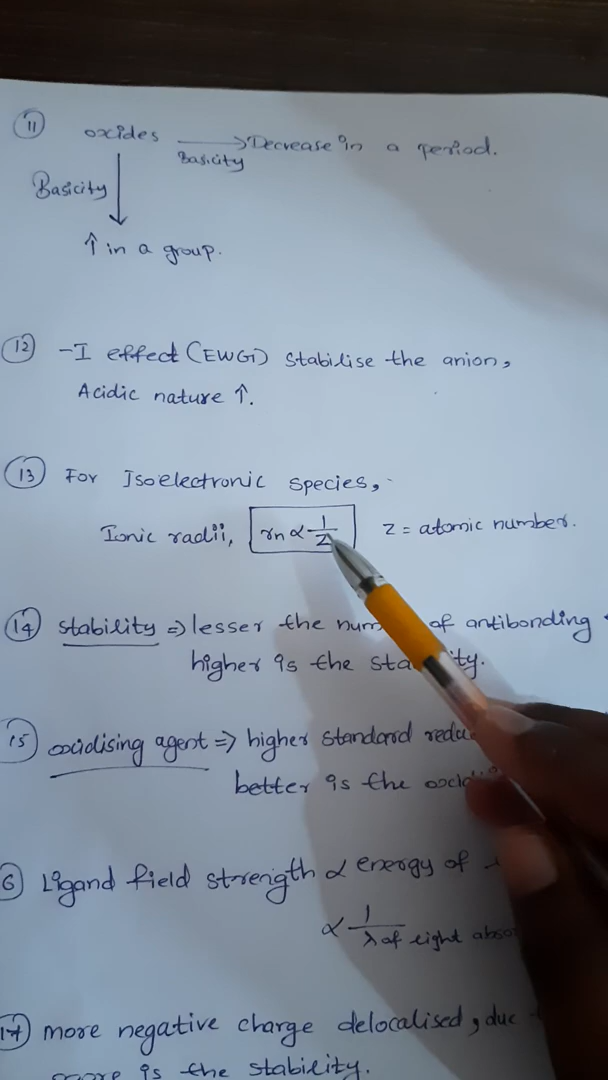 11 oxides → Decrease in a period.
Basicity
Basicity ↓
↑ in a group.
12 -I effect (EWG) stabilise the anion,
Acidic nature ↑.
13 For Isoelectronic species,
Ionic radii, rn ∝ 1/Z Z = atomic number.
14 stability ⇒ lesser the num of antibonding
higher is the sta ity.
15 oxidising agent ⇒ higher standard redu
better is the oxid
6 Ligand field strength ∝ energy of
∝ 1/λ of light abso
17 more negative charge delocalised, due
more is the stability.